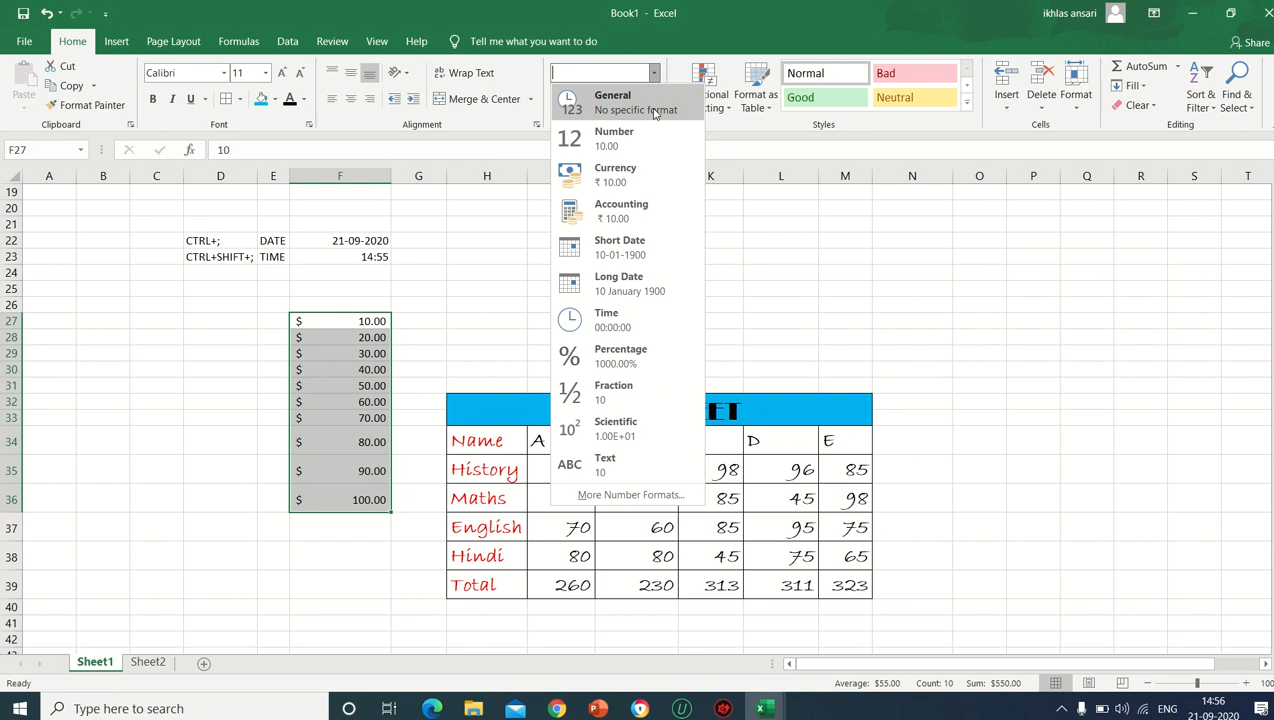 Book1 - Excel
ikhlas ansari
File Home Insert Page Layout Formulas Data Review View Help Tell me what you want to do Share
Paste
Cut
Copy
Format Painter
Clipboard
Calibri 11
B I U
Font
Wrap Text
Merge & Center
Alignment
Format as Table
Normal Bad
Good Neutral
Styles
Insert Delete Format
Cells
AutoSum
Fill
Clear
Sort & Filter
Find & Select
Editing
General
No specific format
Number
10.00
Currency
₹ 10.00
Accounting
₹ 10.00
Short Date
10-01-1900
Long Date
10 January 1900
Time
00:00:00
Percentage
1000.00%
Fraction
10
Scientific
1.00E+01
Text
10
More Number Formats...
F27 fx 10
A B C D E F G H K L M N O P Q R S T
19
20
21
22 CTRL+; DATE 21-09-2020
23 CTRL+SHIFT+; TIME 14:55
24
25
26
27 $ 10.00
28 $ 20.00
29 $ 30.00
30 $ 40.00
31 $ 50.00
32 $ 60.00
33 $ 70.00
34 $ 80.00 Name A D E
35 $ 90.00 History 98 96 85
36 $ 100.00 Maths 85 45 98
37 English 70 60 85 95 75
38 Hindi 80 80 45 75 65
39 Total 260 230 313 311 323
40
41
42
Sheet1 Sheet2
Ready Average: $55.00 Count: 10 Sum: $550.00 100
Type here to search
ENG
14:56
21-09-2020